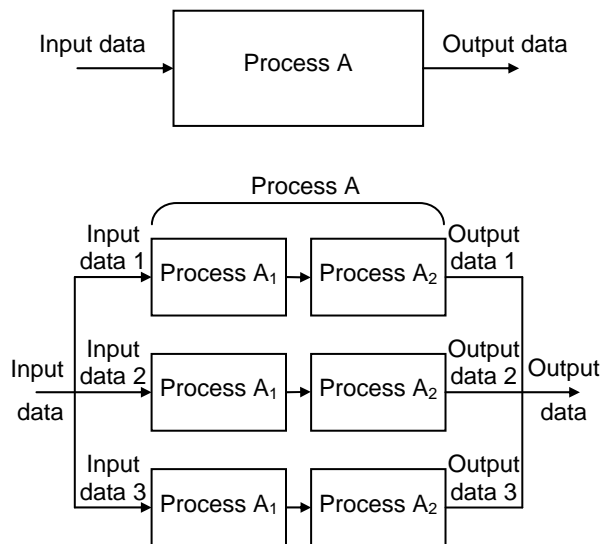 Input data
Process A
Output data
Process A
Input
data 1
Process A₁
Process A₂
Output
data 1
Input
data
Input
data 2
Process A₁
Process A₂
Output
data 2
Output
data
Input
data 3
Process A₁
Process A₂
Output
data 3